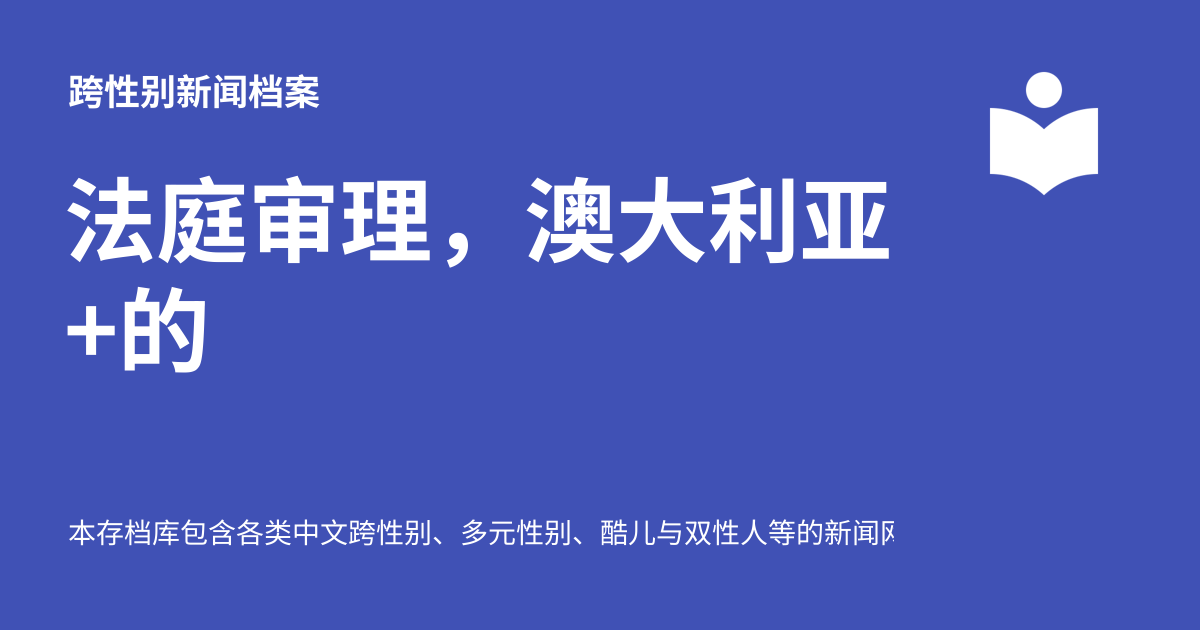 跨性别新闻档案
法庭审理，澳大利亚
+的
本存档库包含各类中文跨性别、多元性别、酷儿与双性人等的新闻